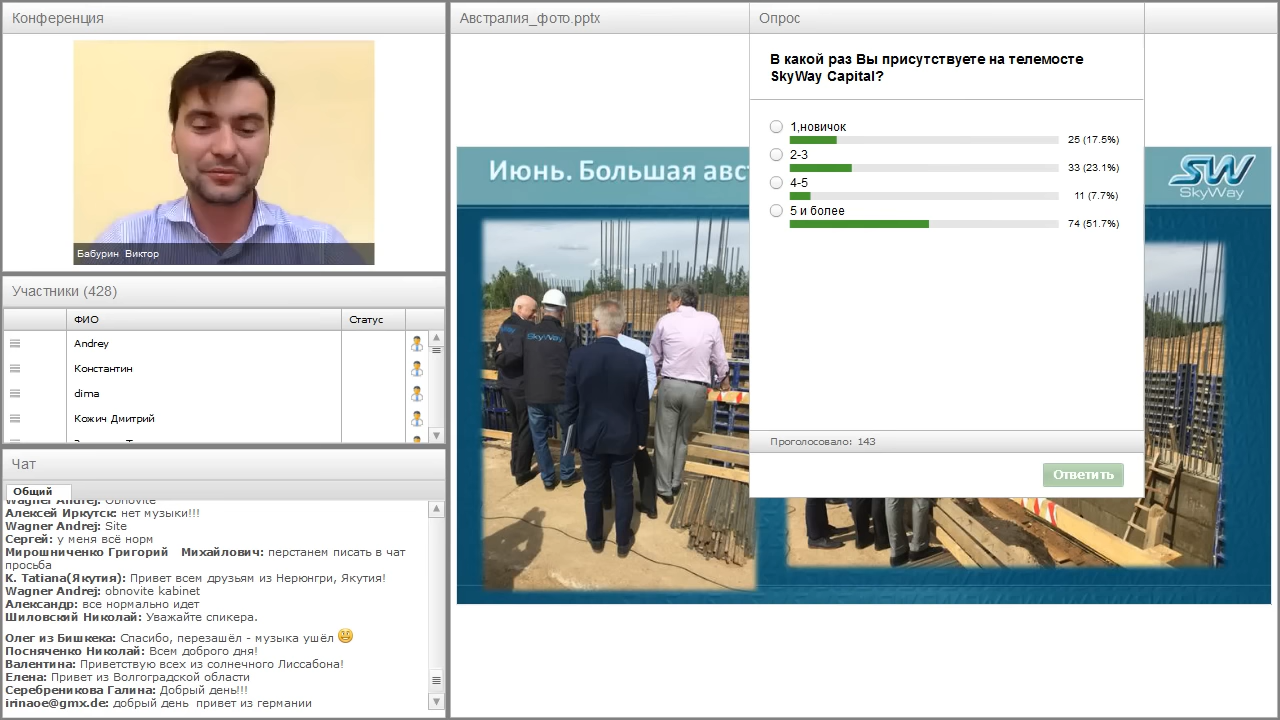 Конференция
Бабурин Виктор
Участники (428)
ФИО
Статус
Andrey
Константин
dima
Кожич Дмитрий
Чат
Общий
Wagner Andrej: Obnovite
Алексей Иркутск: нет музыки!!!
Wagner Andrej: Site
Сергей: у меня всё норм
Мирошниченко Григорий Михайлович: перстанем писать в чат
просьба
K. Tatiana(Якутия): Привет всем друзьям из Нерюнгри, Якутия!
Wagner Andrej: obnovite kabinet
Александр: все нормально идет
Шиловский Николай: Уважайте спикера.
Олег из Бишкека: Спасибо, перезашёл - музыка ушёл
Посняченко Николай: Всем доброго дня!
Валентина: Приветствую всех из солнечного Лиссабона!
Елена: Привет из Волгоградской области
Серебреникова Галина: Добрый день!!!
irinaoe@gmx.de: добрый день привет из германии
Австралия_фото.pptx
Июнь. Большая авст
SkyWay
SW
SkyWay
Опрос
В какой раз Вы присутствуете на телемосте
SkyWay Capital?
1,новичок
25 (17.5%)
2-3
33 (23.1%)
4-5
11 (7.7%)
5 и более
74 (51.7%)
Проголосовало: 143
Ответить